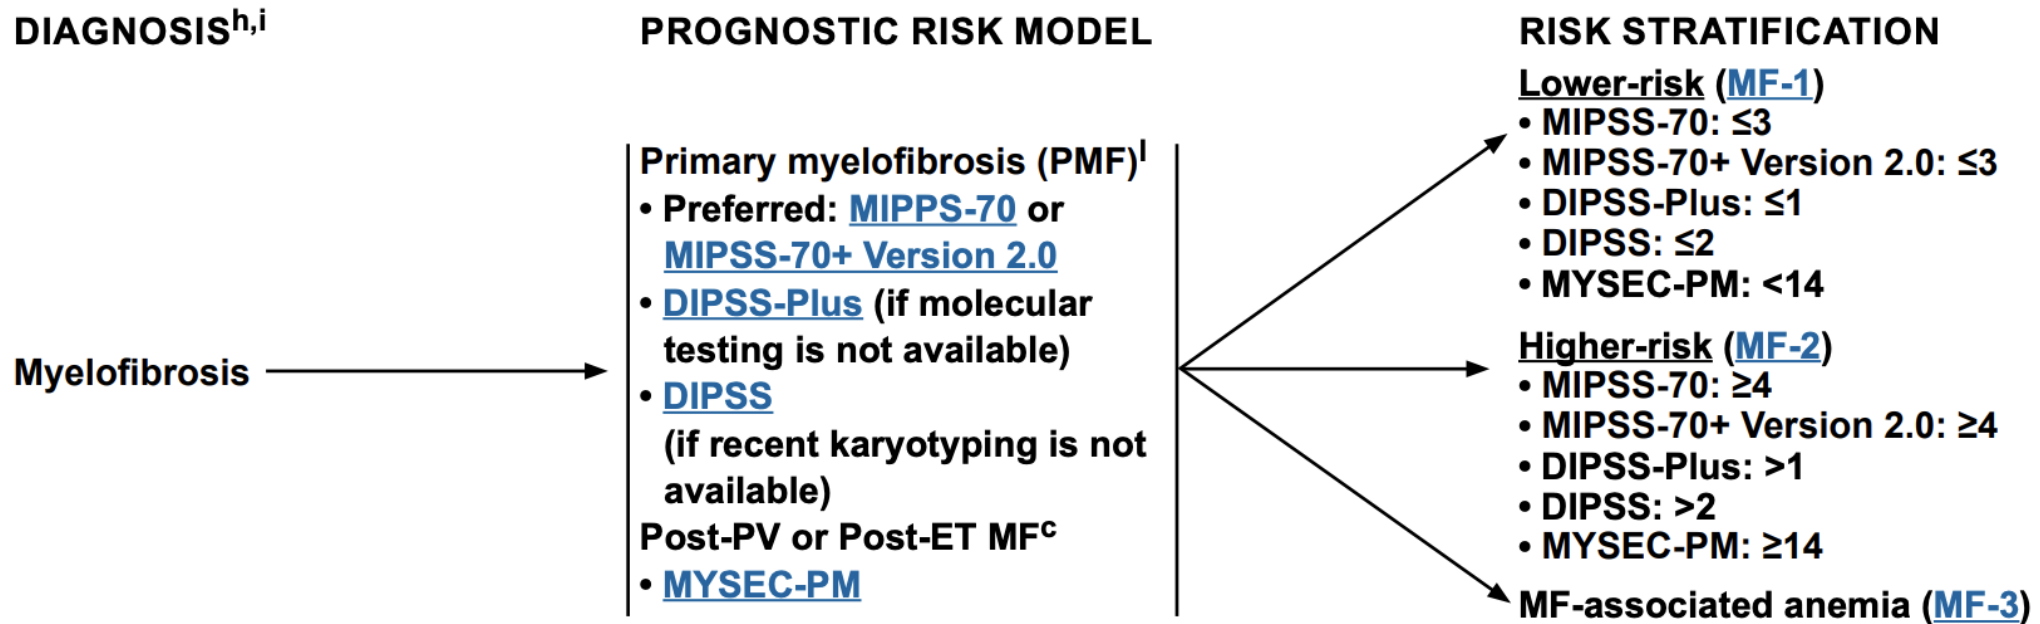 DIAGNOSISh,i
Myelofibrosis
PROGNOSTIC RISK MODEL
Primary myelofibrosis (PMF)l
• Preferred: MIPPS-70 or
MIPSS-70+ Version 2.0
• DIPSS-Plus (if molecular
testing is not available)
• DIPSS
(if recent karyotyping is not
available)
Post-PV or Post-ET MFc
• MYSEC-PM
RISK STRATIFICATION
Lower-risk (MF-1)
• MIPSS-70: ≤3
• MIPSS-70+ Version 2.0: ≤3
• DIPSS-Plus: ≤1
• DIPSS: ≤2
• MYSEC-PM: <14
Higher-risk (MF-2)
• MIPSS-70: ≥4
• MIPSS-70+ Version 2.0: ≥4
• DIPSS-Plus: >1
• DIPSS: >2
• MYSEC-PM: ≥14
MF-associated anemia (MF-3)